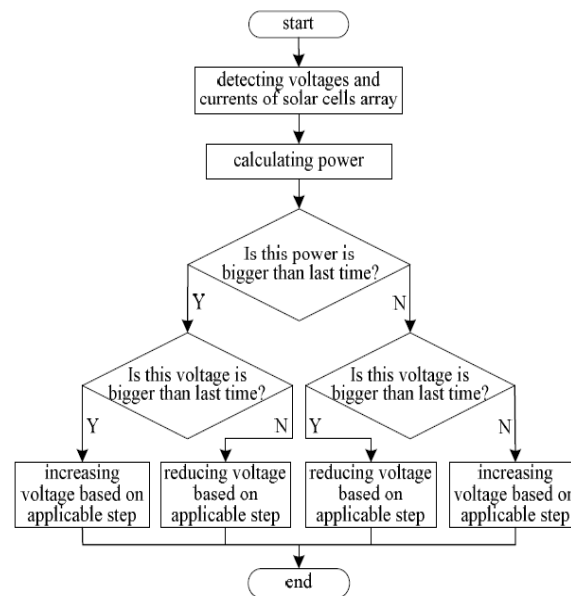 start
detecting voltages and
currents of solar cells array
calculating power
Is this power is
bigger than last time?
Y
N
Is this voltage is
bigger than last time?
Is this voltage is
bigger than last time?
Y
N
Y
N
increasing
voltage based on
applicable step
reducing voltage
based on
applicable step
reducing voltage
based on
applicable step
increasing
voltage based on
applicable step
end